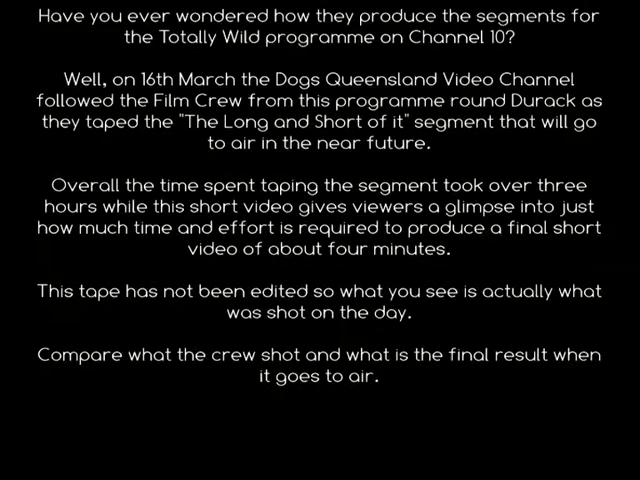 Have you ever wondered how they produce the segments for
the Totally Wild programme on Channel 10?
Well, on 16th March the Dogs Queensland Video Channel
followed the Film Crew from this programme round Durack as
they taped the "The Long and Short of it" segment that will go
to air in the near future.
Overall the time spent taping the segment took over three
hours while this short video gives viewers a glimpse into just
how much time and effort is required to produce a final short
video of about four minutes.
This tape has not been edited so what you see is actually what
was shot on the day.
Compare what the crew shot and what is the final result when
it goes to air.